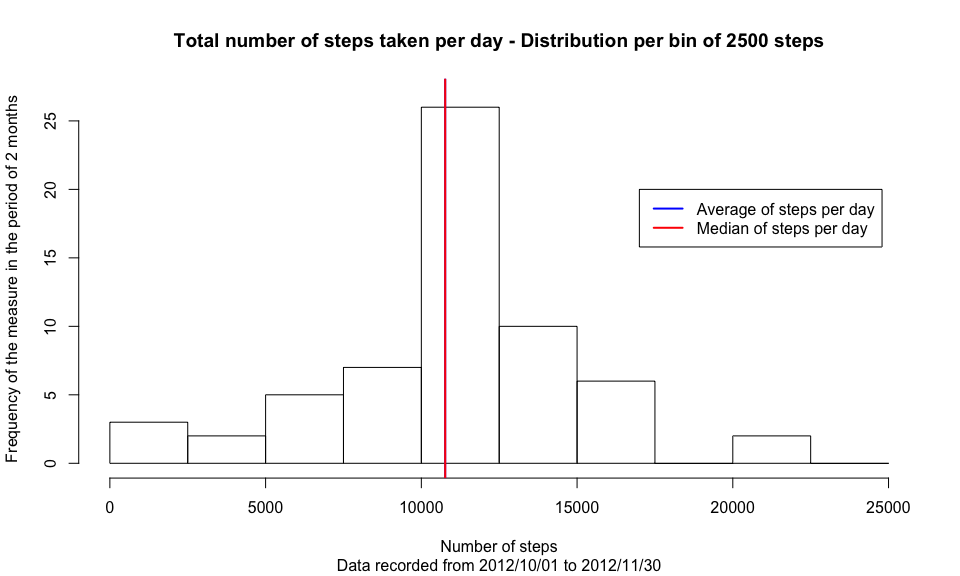 Total number of steps taken per day - Distribution per bin of 2500 steps
Frequency of the measure in the period of 2 months
25
20
15
10
5
0
Average of steps per day
Median of steps per day
0 5000 10000 15000 20000 25000
Number of steps
Data recorded from 2012/10/01 to 2012/11/30